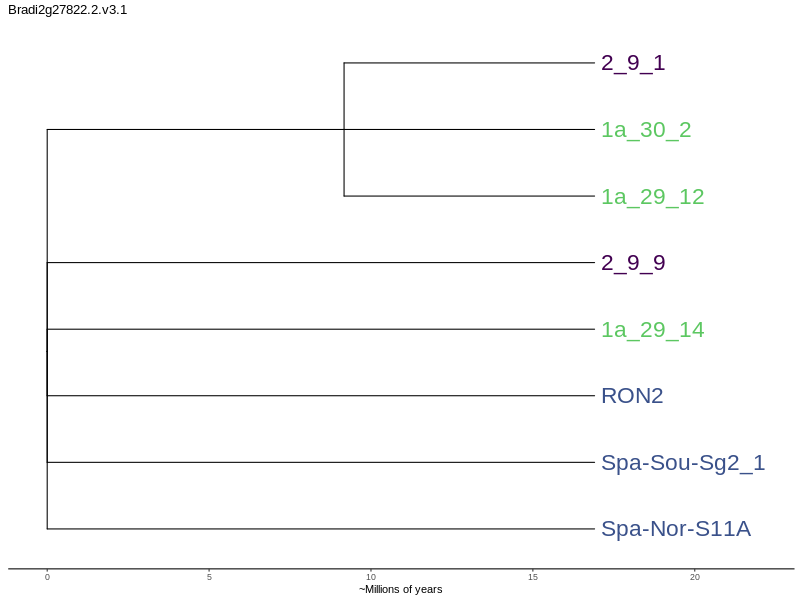 Bradi2g27822.2.v3.1
2_9_1
1a_30_2
1a_29_12
2_9_9
1a_29_14
RON2
Spa-Sou-Sg2_1
Spa-Nor-S11A
0 5 10 15 20
~Millions of years